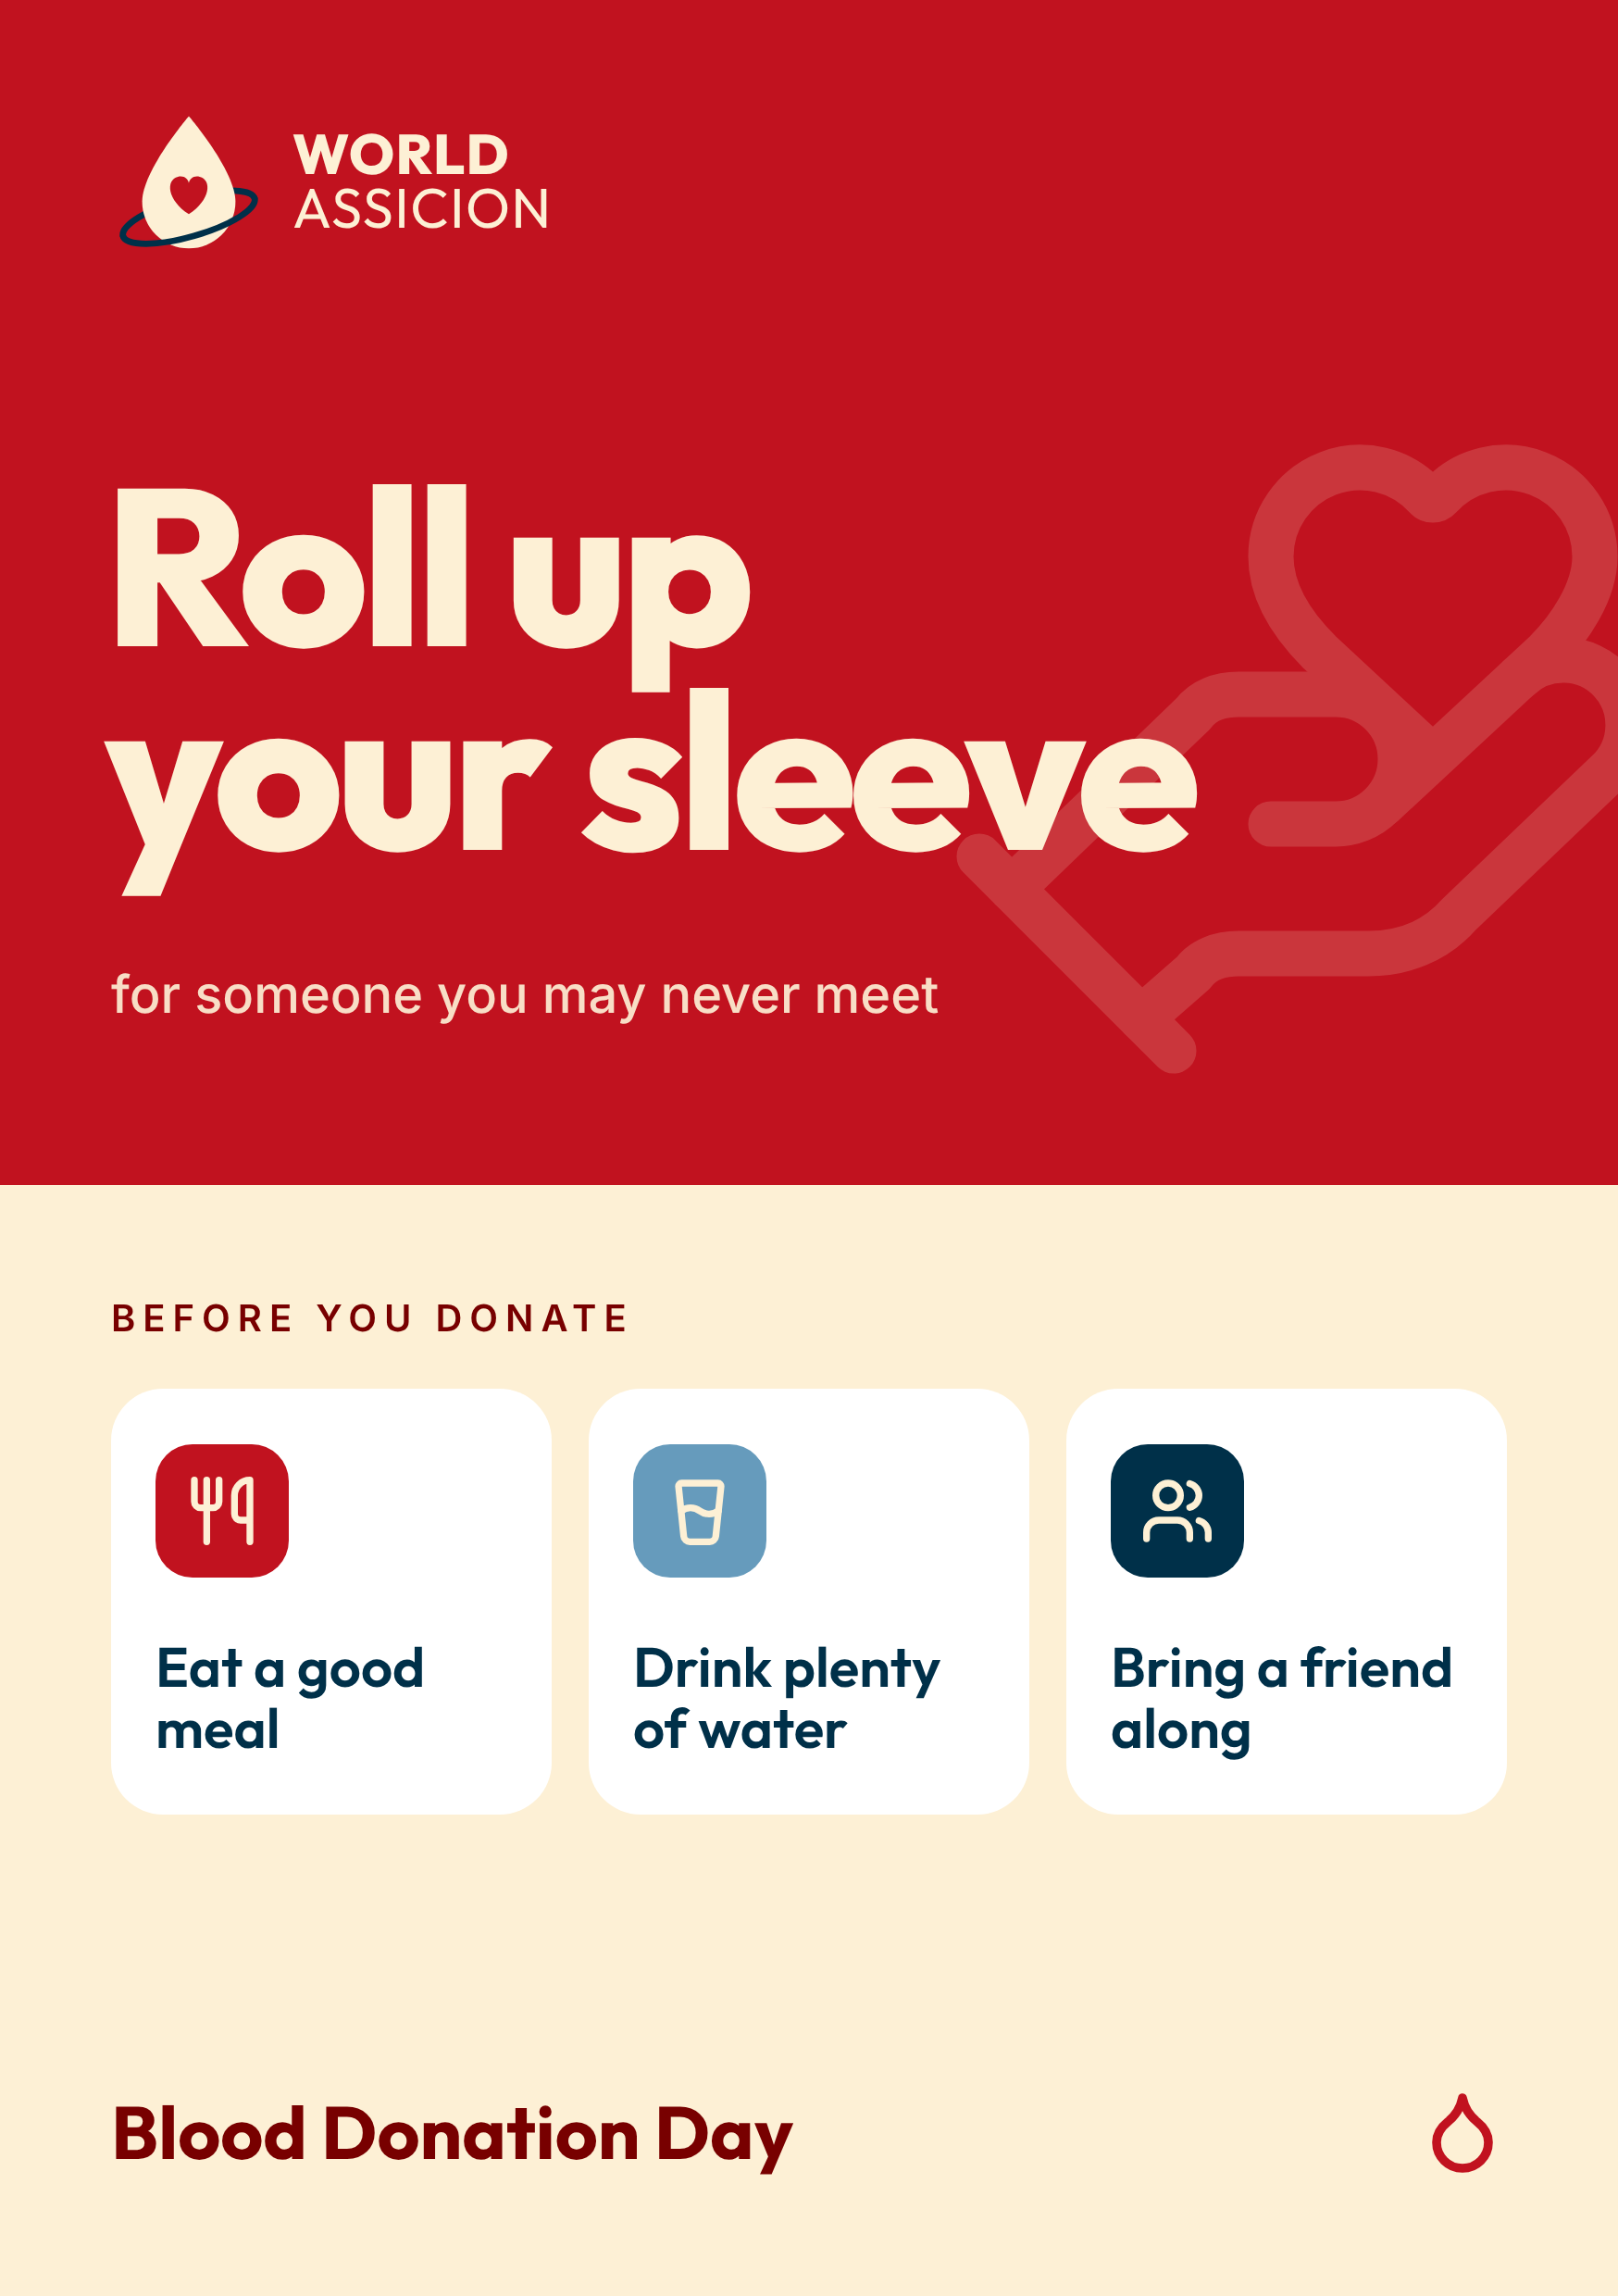 WORLD
ASSICION
Roll up
your sleeve
for someone you may never meet
BEFORE YOU DONATE
Eat a good
meal
Drink plenty
of water
Bring a friend
along
Blood Donation Day